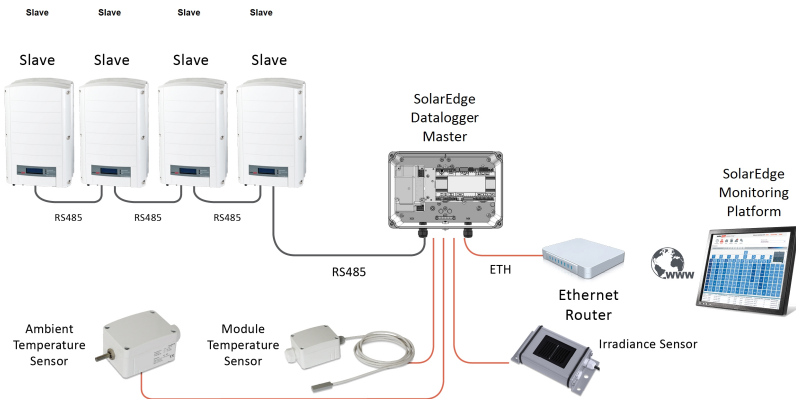 Slave Slave Slave Slave
Slave Slave Slave Slave
SolarEdge
Datalogger
Master
SolarEdge
Monitoring
Platform
RS485 RS485 RS485
RS485
ETH
WWW
Ethernet
Router
Ambient
Temperature
Sensor
Module
Temperature
Sensor
Irradiance Sensor